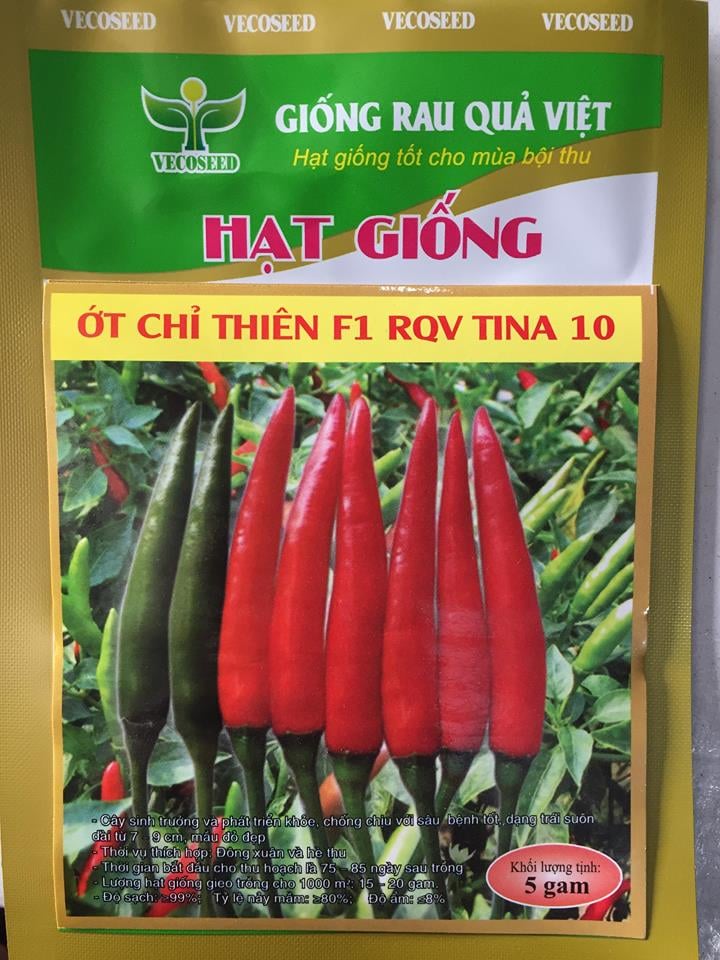 VECOSEED VECOSEED VECOSEED VECOSEED
VECOSEED
GIỐNG RAU QUẢ VIỆT
Hạt giống tốt cho mùa bội thu
HẠT GIỐNG
ỚT CHỈ THIÊN F1 RQV TINA 10
- Cây sinh trưởng và phát triển khỏe, chống chịu với sâu bệnh tốt, dạng trái suôn
dài từ 7 - 9 cm, màu đỏ đẹp
- Thời vụ thích hợp: Đông xuân và hè thu
- Thời gian bắt đầu cho thu hoạch là 75 - 85 ngày sau trồng
- Lượng hạt giống gieo trồng cho 1000 m²: 15 - 20 gam.
- Độ sạch: ≥99%; Tỷ lệ nảy mầm: ≥80%; Độ ẩm: ≤8%
Khối lượng tịnh:
5 gam